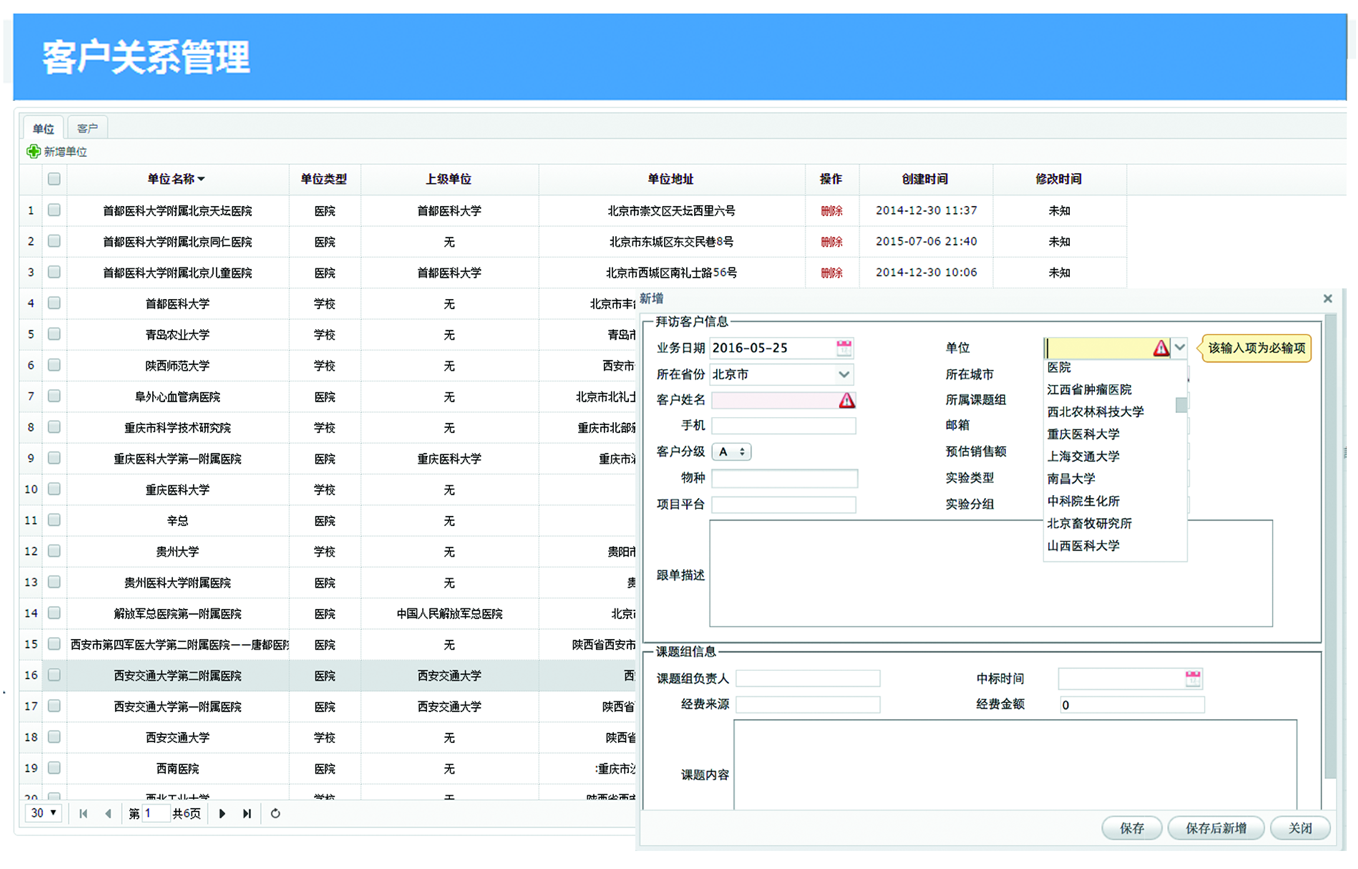 客户关系管理
单位 客户
新增单位
单位名称 单位类型 上级单位 单位地址 操作 创建时间 修改时间
1 首都医科大学附属北京天坛医院 医院 首都医科大学 北京市崇文区天坛西里六号 删除 2014-12-30 11:37 未知
2 首都医科大学附属北京同仁医院 医院 无 北京市东城区东交民巷8号 删除 2015-07-06 21:40 未知
3 首都医科大学附属北京儿童医院 医院 首都医科大学 北京市西城区南礼士路56号 删除 2014-12-30 10:06 未知
4 首都医科大学 学校 无 北京市丰
5 青岛农业大学 学校 无 青岛市
6 陕西师范大学 学校 无 西安市
7 阜外心血管病医院 学校 无 北京市北礼士
8 重庆市科学技术研究院 学校 无 重庆市北部新
9 重庆医科大学第一附属医院 医院 重庆医科大学 重庆市
10 重庆医科大学 学校 无
11 辛总 医院 无
12 贵州大学 学校 无 贵阳市
13 贵州医科大学附属医院 医院 无 贵
14 解放军总医院第一附属医院 医院 中国人民解放军总医院 北京市
15 西安市第四军医大学第二附属医院——唐都医院 医院 无 陕西省西安市
16 西安交通大学第二附属医院 医院 西安交通大学 西
17 西安交通大学第一附属医院 医院 西安交通大学 陕西省
18 西安交通大学 学校 无 陕西省
19 西南医院 医院 无 :重庆市沙
20 西北工业大学 学校 无 陕西省西
30 第 1 共6页
新增
拜访客户信息
业务日期 2016-05-25 单位 该输入项为必输项
所在省份 北京市 所在城市
客户姓名 所属课题组
手机 邮箱
客户分级 A 预估销售额
物种 实验类型
项目平台 实验分组
医院
江西省肿瘤医院
西北农林科技大学
重庆医科大学
上海交通大学
南昌大学
中科院生化所
北京畜牧研究所
山西医科大学
跟单描述
课题组信息
课题组负责人 中标时间
经费来源 经费金额 0
课题内容
保存 保存后新增 关闭